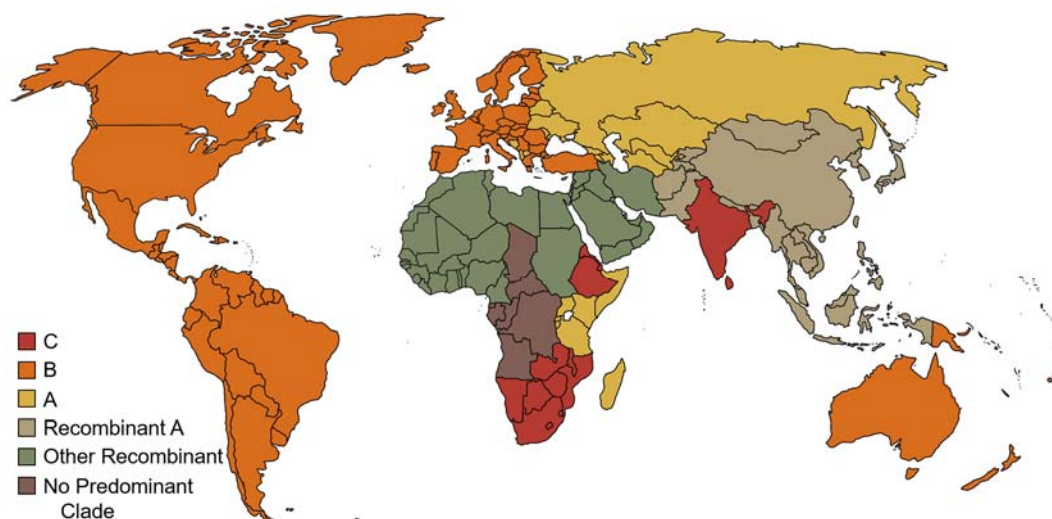 C
B
A
Recombinant A
Other Recombinant
No Predominant
Clade